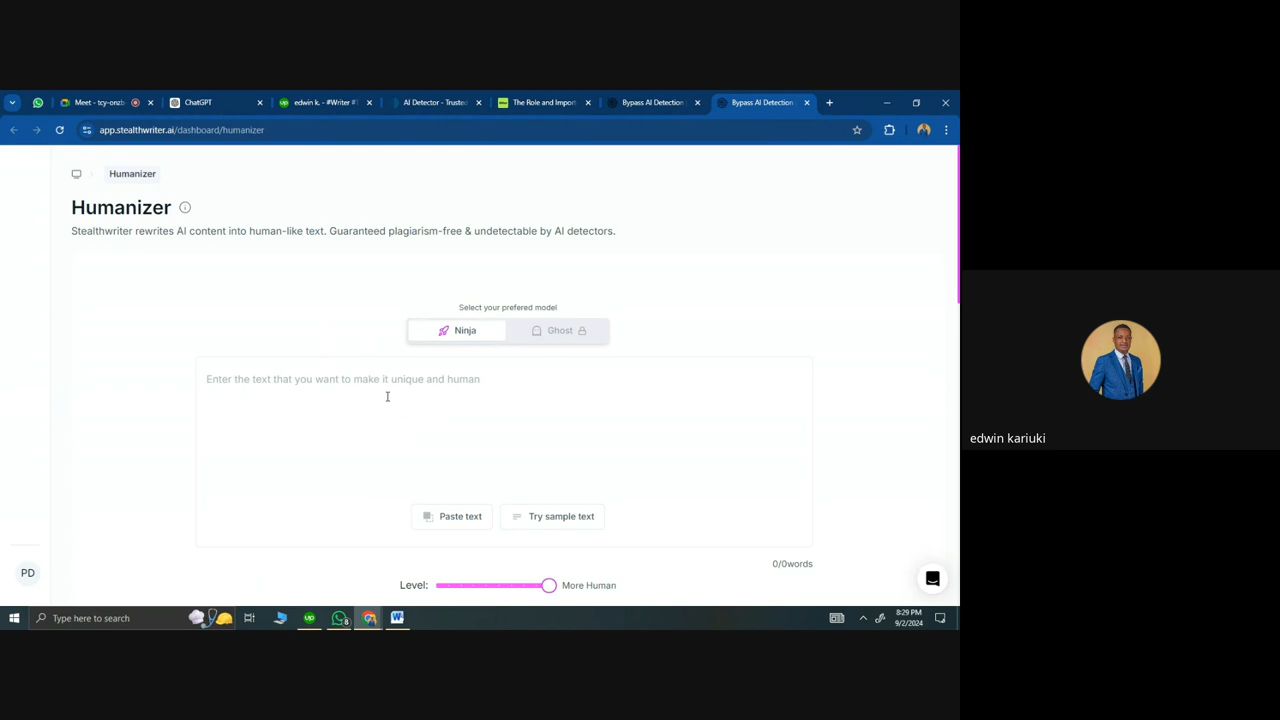 Meet - tcy-onzb
ChatGPT
up edwin k. - #Writer #
AI Detector - Trusted
The Role and Import
Bypass AI Detection
Bypass AI Detection
app.stealthwriter.ai/dashboard/humanizer
Humanizer
Humanizer
Stealthwriter rewrites AI content into human-like text. Guaranteed plagiarism-free & undetectable by AI detectors.
Select your prefered model
Ninja
Ghost
Enter the text that you want to make it unique and human
Paste text
Try sample text
0/0words
Level:
More Human
PD
edwin kariuki
Type here to search
up
8
W
8:29 PM
9/2/2024